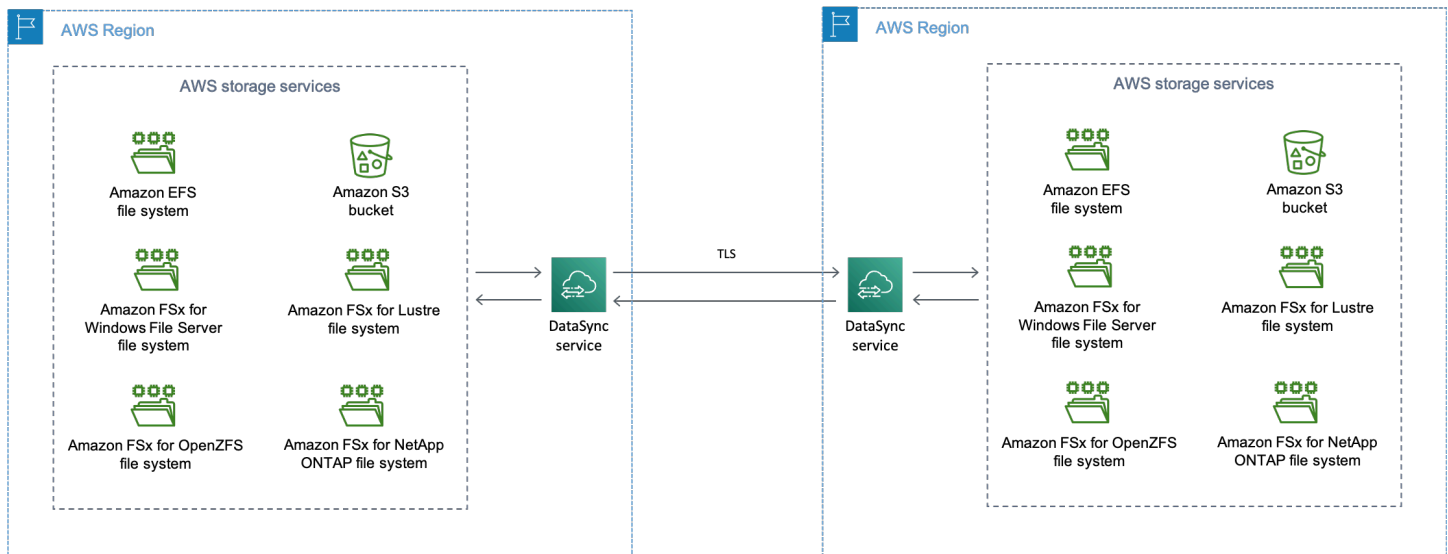 AWS Region
AWS storage services
Amazon EFS
file system
Amazon S3
bucket
Amazon FSx for
Windows File Server
file system
Amazon FSx for Lustre
file system
Amazon FSx for OpenZFS
file system
Amazon FSx for NetApp
ONTAP file system
DataSync
service
TLS
AWS Region
DataSync
service
AWS storage services
Amazon EFS
file system
Amazon S3
bucket
Amazon FSx for
Windows File Server
file system
Amazon FSx for Lustre
file system
Amazon FSx for OpenZFS
file system
Amazon FSx for NetApp
ONTAP file system